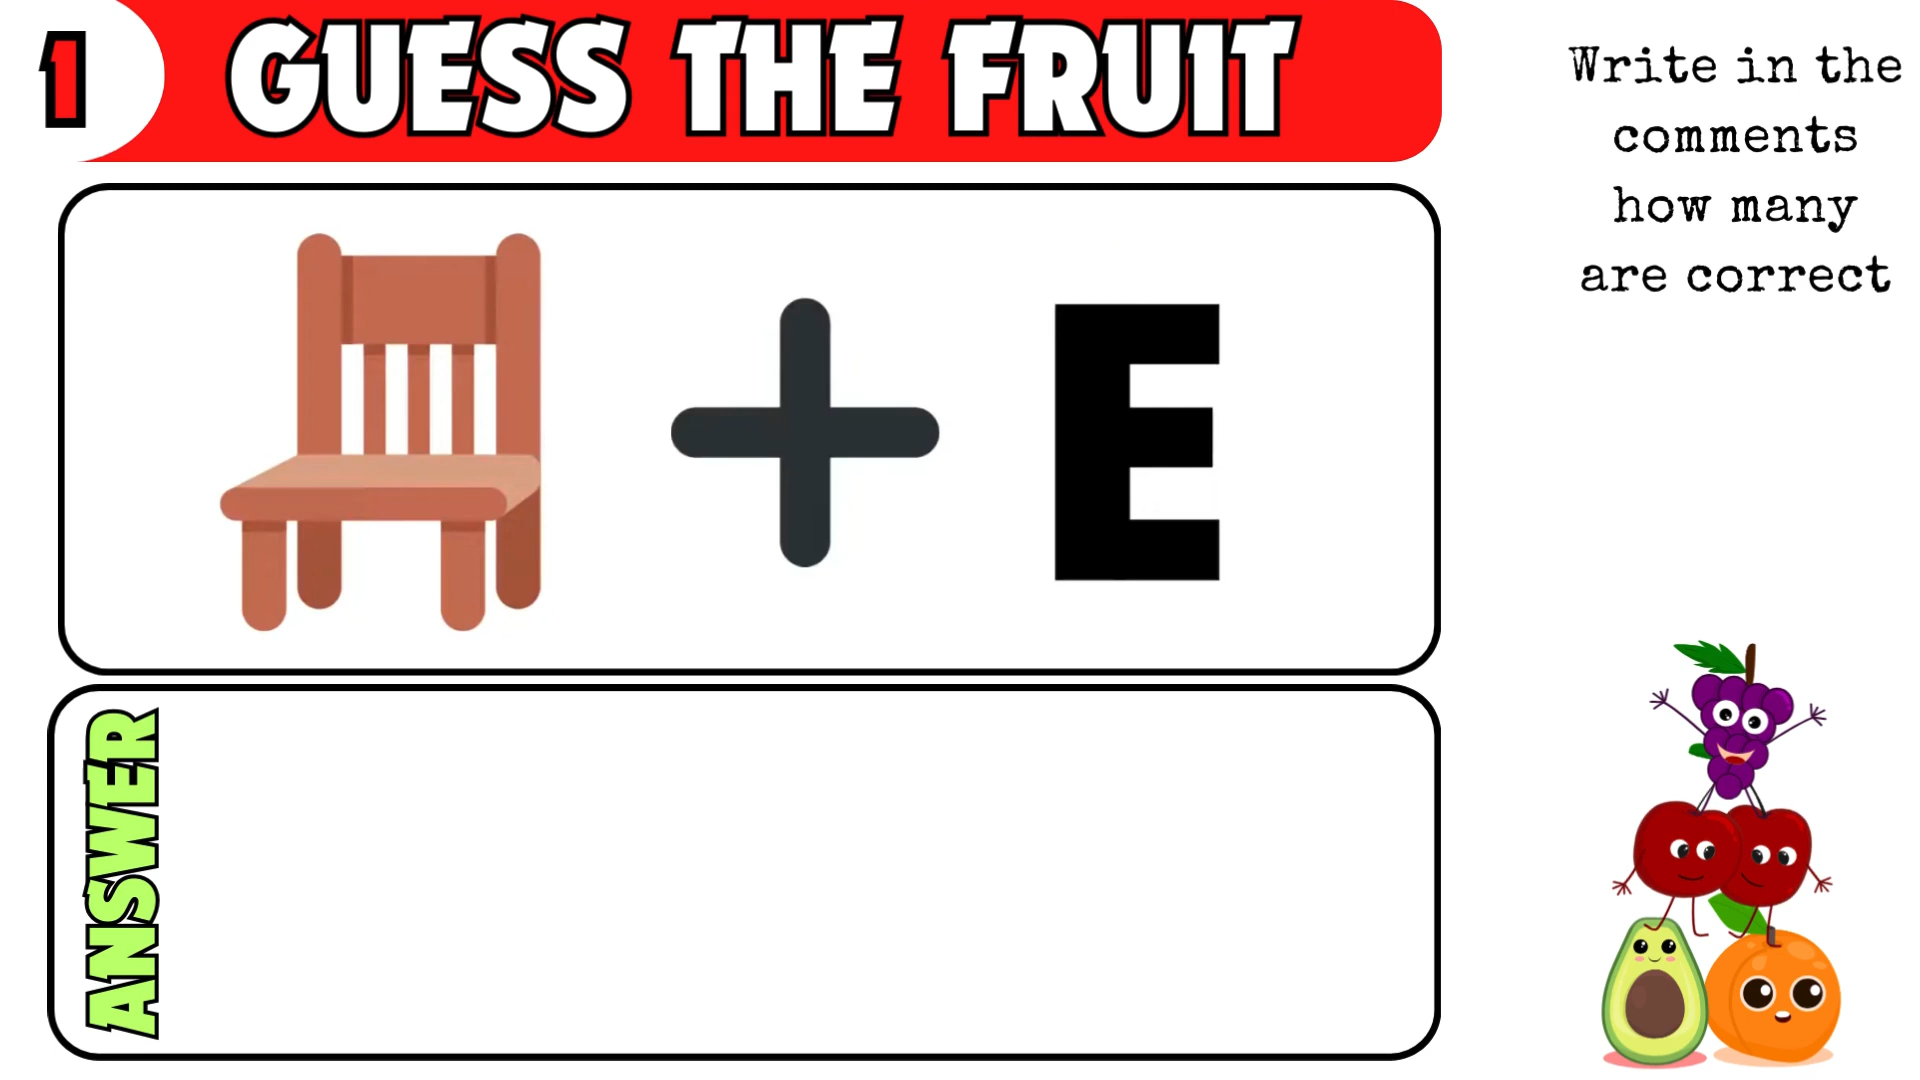 1
GUESS THE FRUIT
Write in the
comments
how many
are correct
E
ANSWER